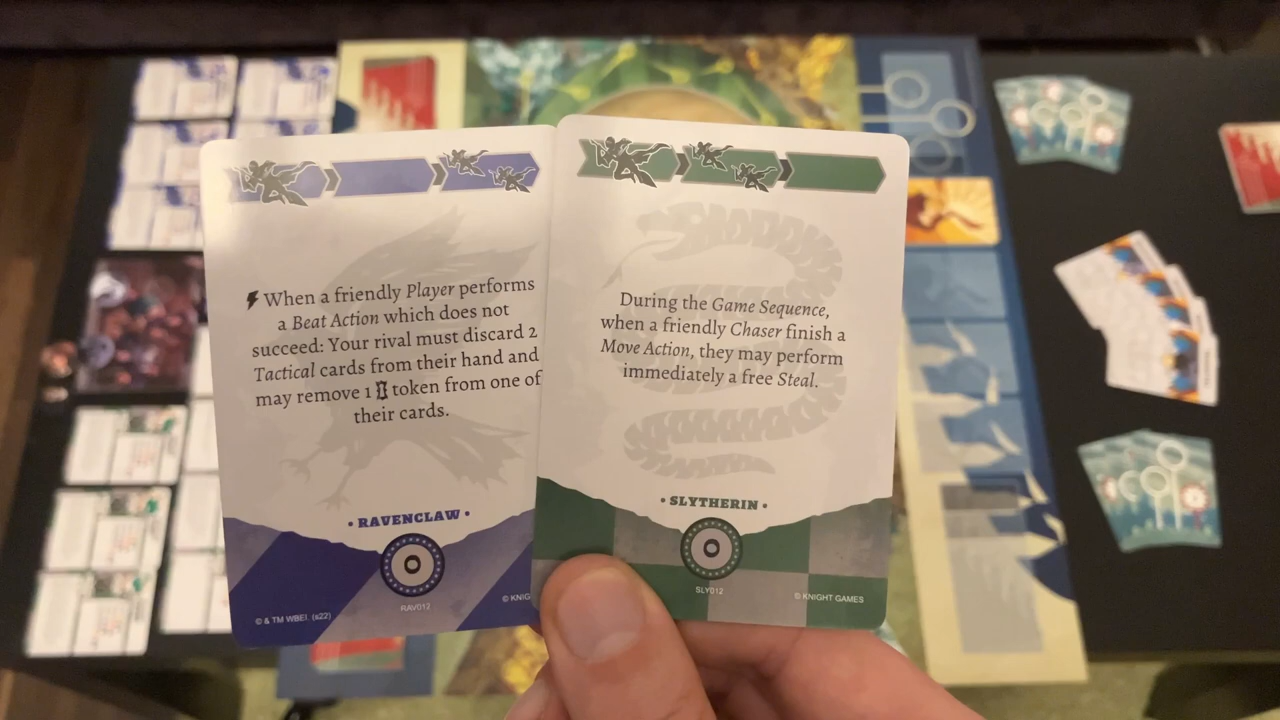 When a friendly Player performs
a Beat Action which does not
succeed: Your rival must discard 2
Tactical cards from their hand and
may remove 1 token from one of
their cards.
• RAVENCLAW •
0
RAV012
© & TM WBEI. (s22)
© KNIG
During the Game Sequence,
when a friendly Chaser finish a
Move Action, they may perform
immediately a free Steal.
• SLYTHERIN •
0
SLY012
© KNIGHT GAMES